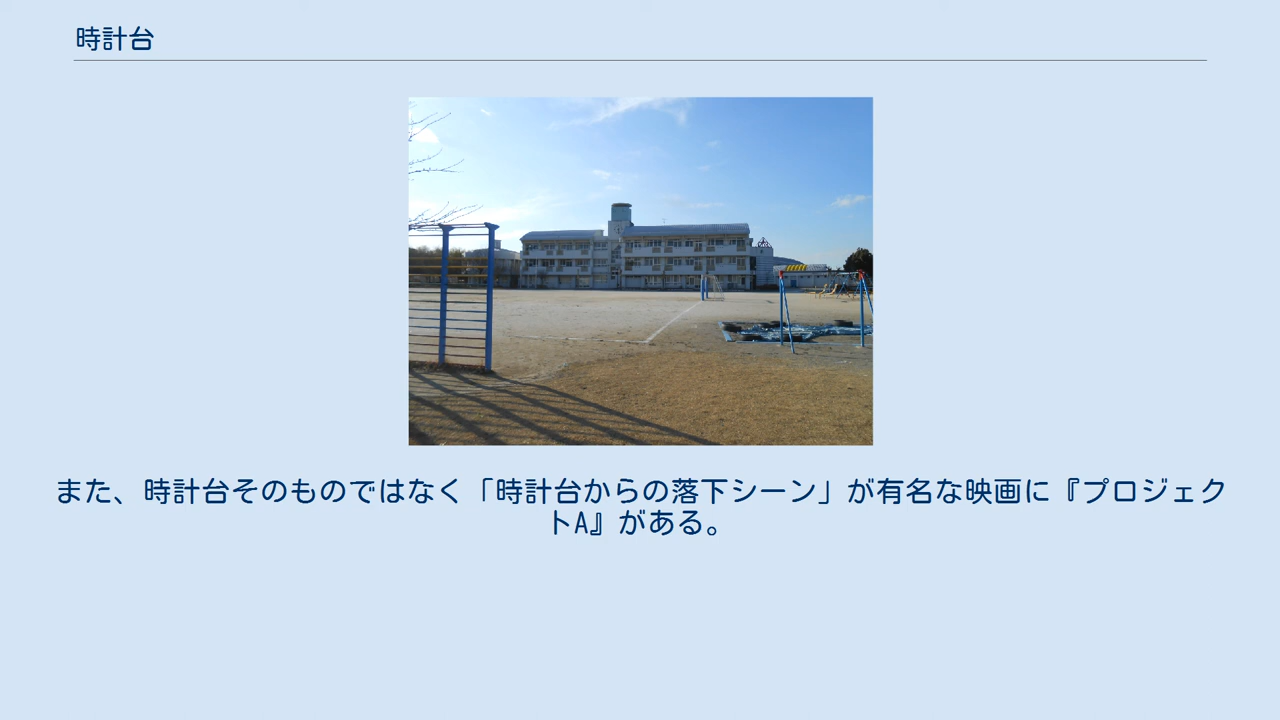 時計台
また、時計台そのものではなく「時計台からの落下シーン」が有名な映画に『プロジェク
トA』がある。